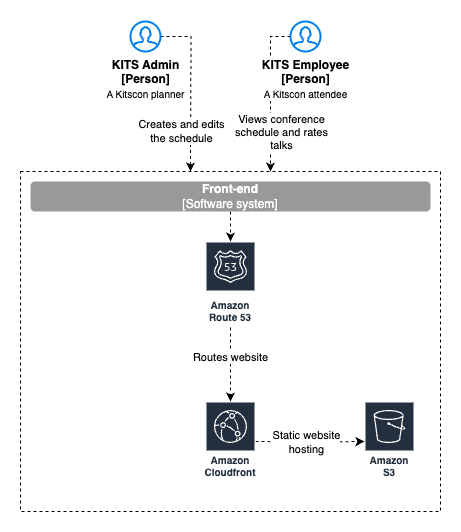 KITS Admin
[Person]
A Kitscon planner
KITS Employee
[Person]
A Kitscon attendee
Creates and edits
the schedule
Views conference
schedule and rates
talks
Front-end
[Software system]
53
Amazon
Route 53
Routes website
Amazon
Cloudfront
Static website
hosting
Amazon
S3